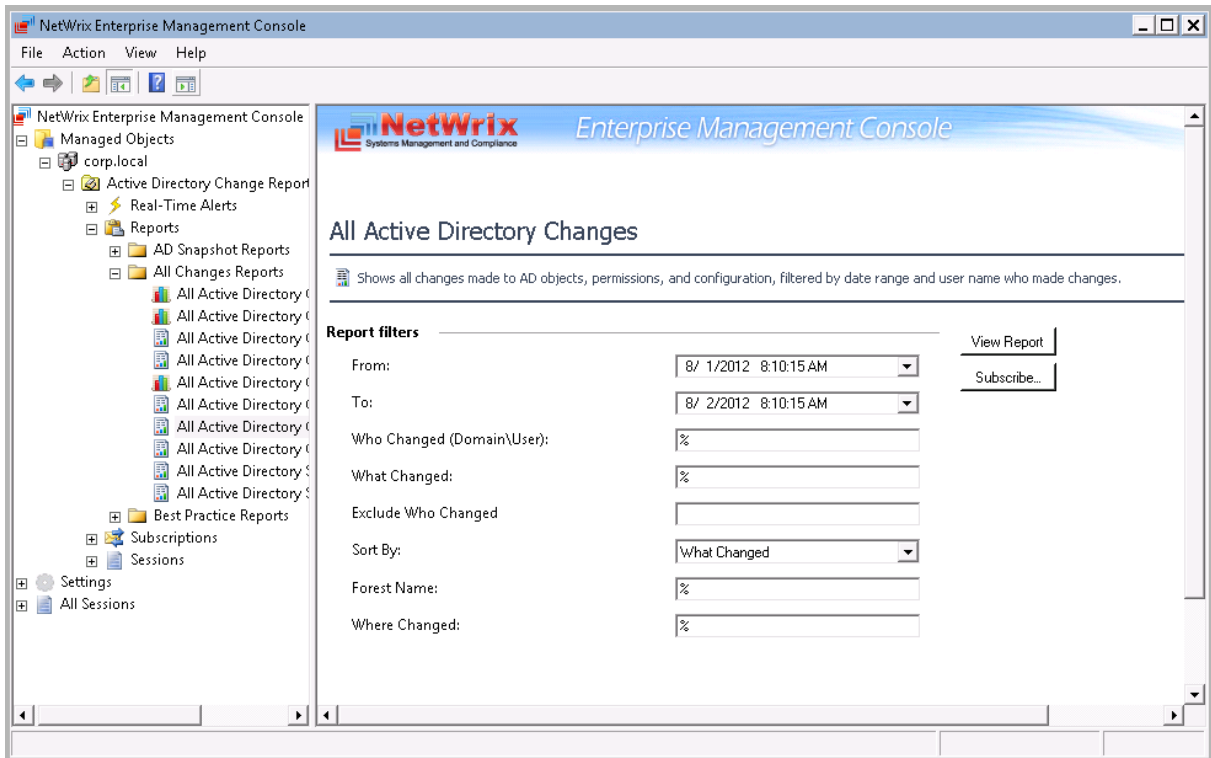 NetWrix Enterprise Management Console
File Action View Help
NetWrix Enterprise Management Console
Managed Objects
corp.local
Active Directory Change Report
Real-Time Alerts
Reports
AD Snapshot Reports
All Changes Reports
All Active Directory
All Active Directory
All Active Directory
All Active Directory
All Active Directory
All Active Directory
All Active Directory
All Active Directory
All Active Directory
All Active Directory
Best Practice Reports
Subscriptions
Sessions
Settings
All Sessions
NetWrix
Systems Management and Compliance
Enterprise Management Console
All Active Directory Changes
Shows all changes made to AD objects, permissions, and configuration, filtered by date range and user name who made changes.
Report filters
View Report
From: 8/ 1/2012 8:10:15 AM
Subscribe...
To: 8/ 2/2012 8:10:15 AM
Who Changed (Domain\User): %
What Changed: %
Exclude Who Changed
Sort By: What Changed
Forest Name: %
Where Changed: %